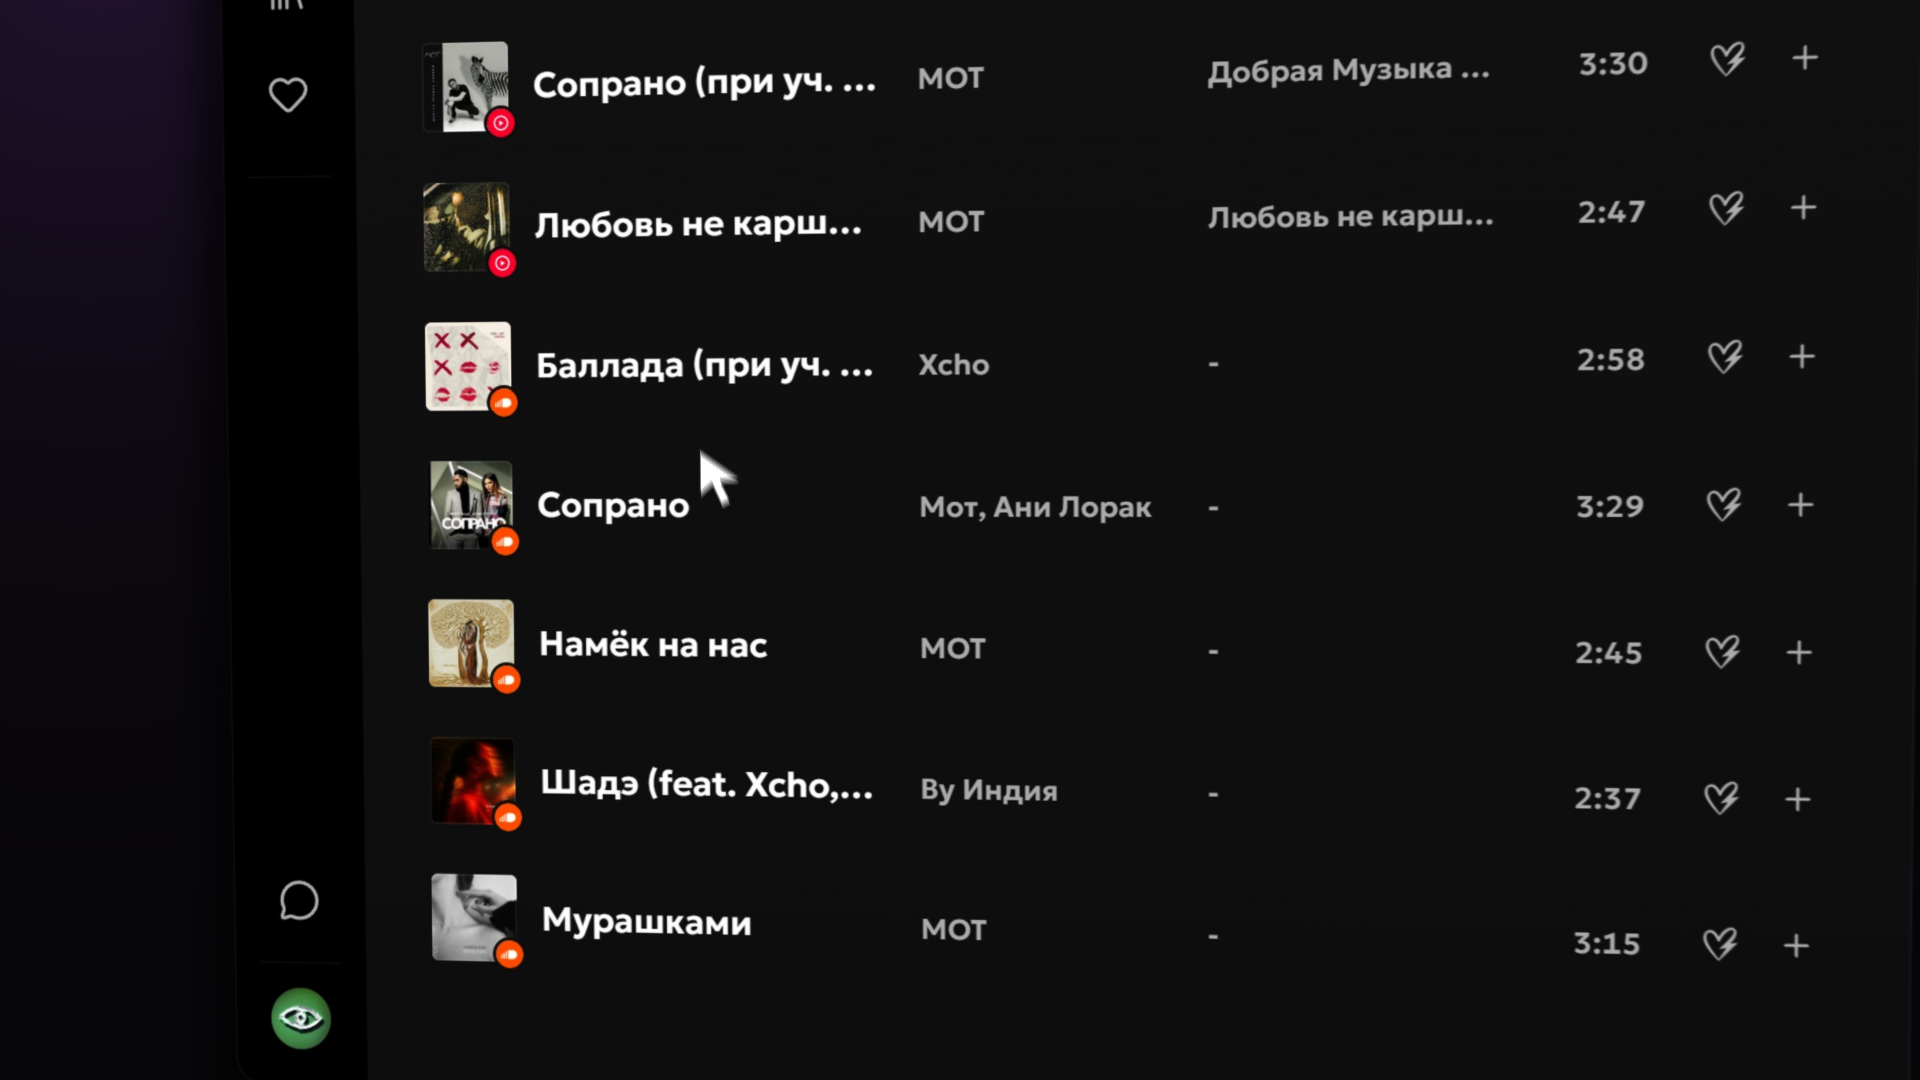 Сопрано (при уч. ... МОТ Добрая Музыка ... 3:30
Любовь не карш... МОТ Любовь не карш... 2:47
Баллада (при уч. ... Xcho - 2:58
СОПРАНО
Сопрано Мот, Ани Лорак - 3:29
Намёк на нас МОТ - 2:45
Шадэ (feat. Xcho,... By Индия - 2:37
Мурашками МОТ - 3:15